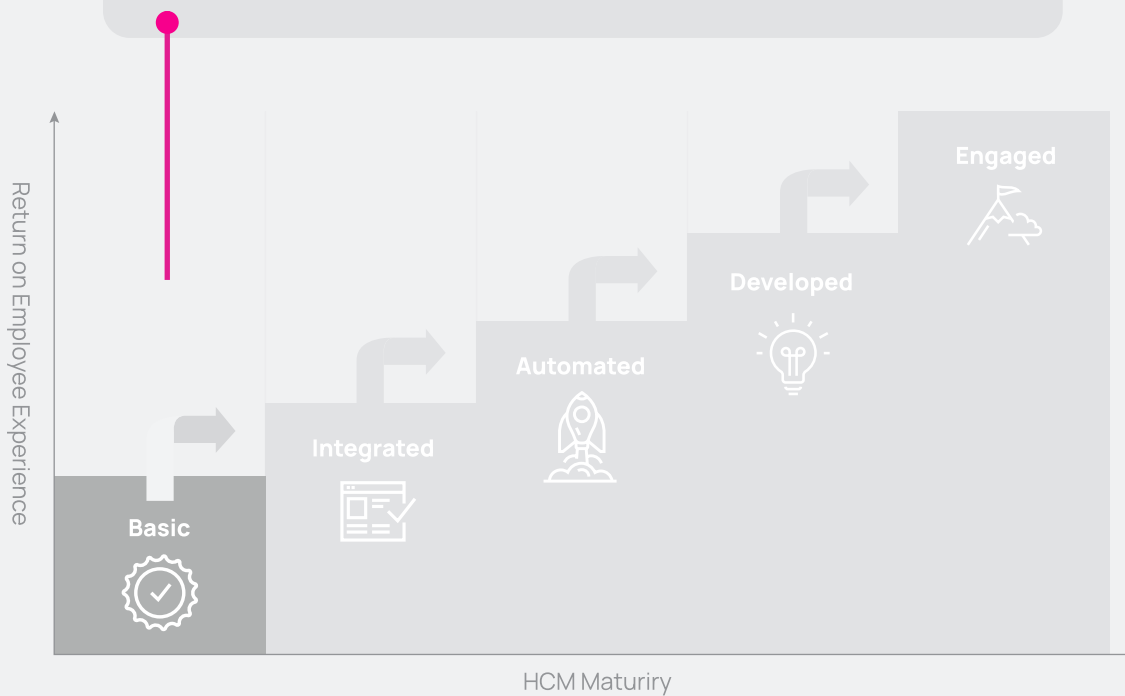 Engaged
Developed
Automated
Integrated
Basic
Return on Employee Experience
HCM Maturiry